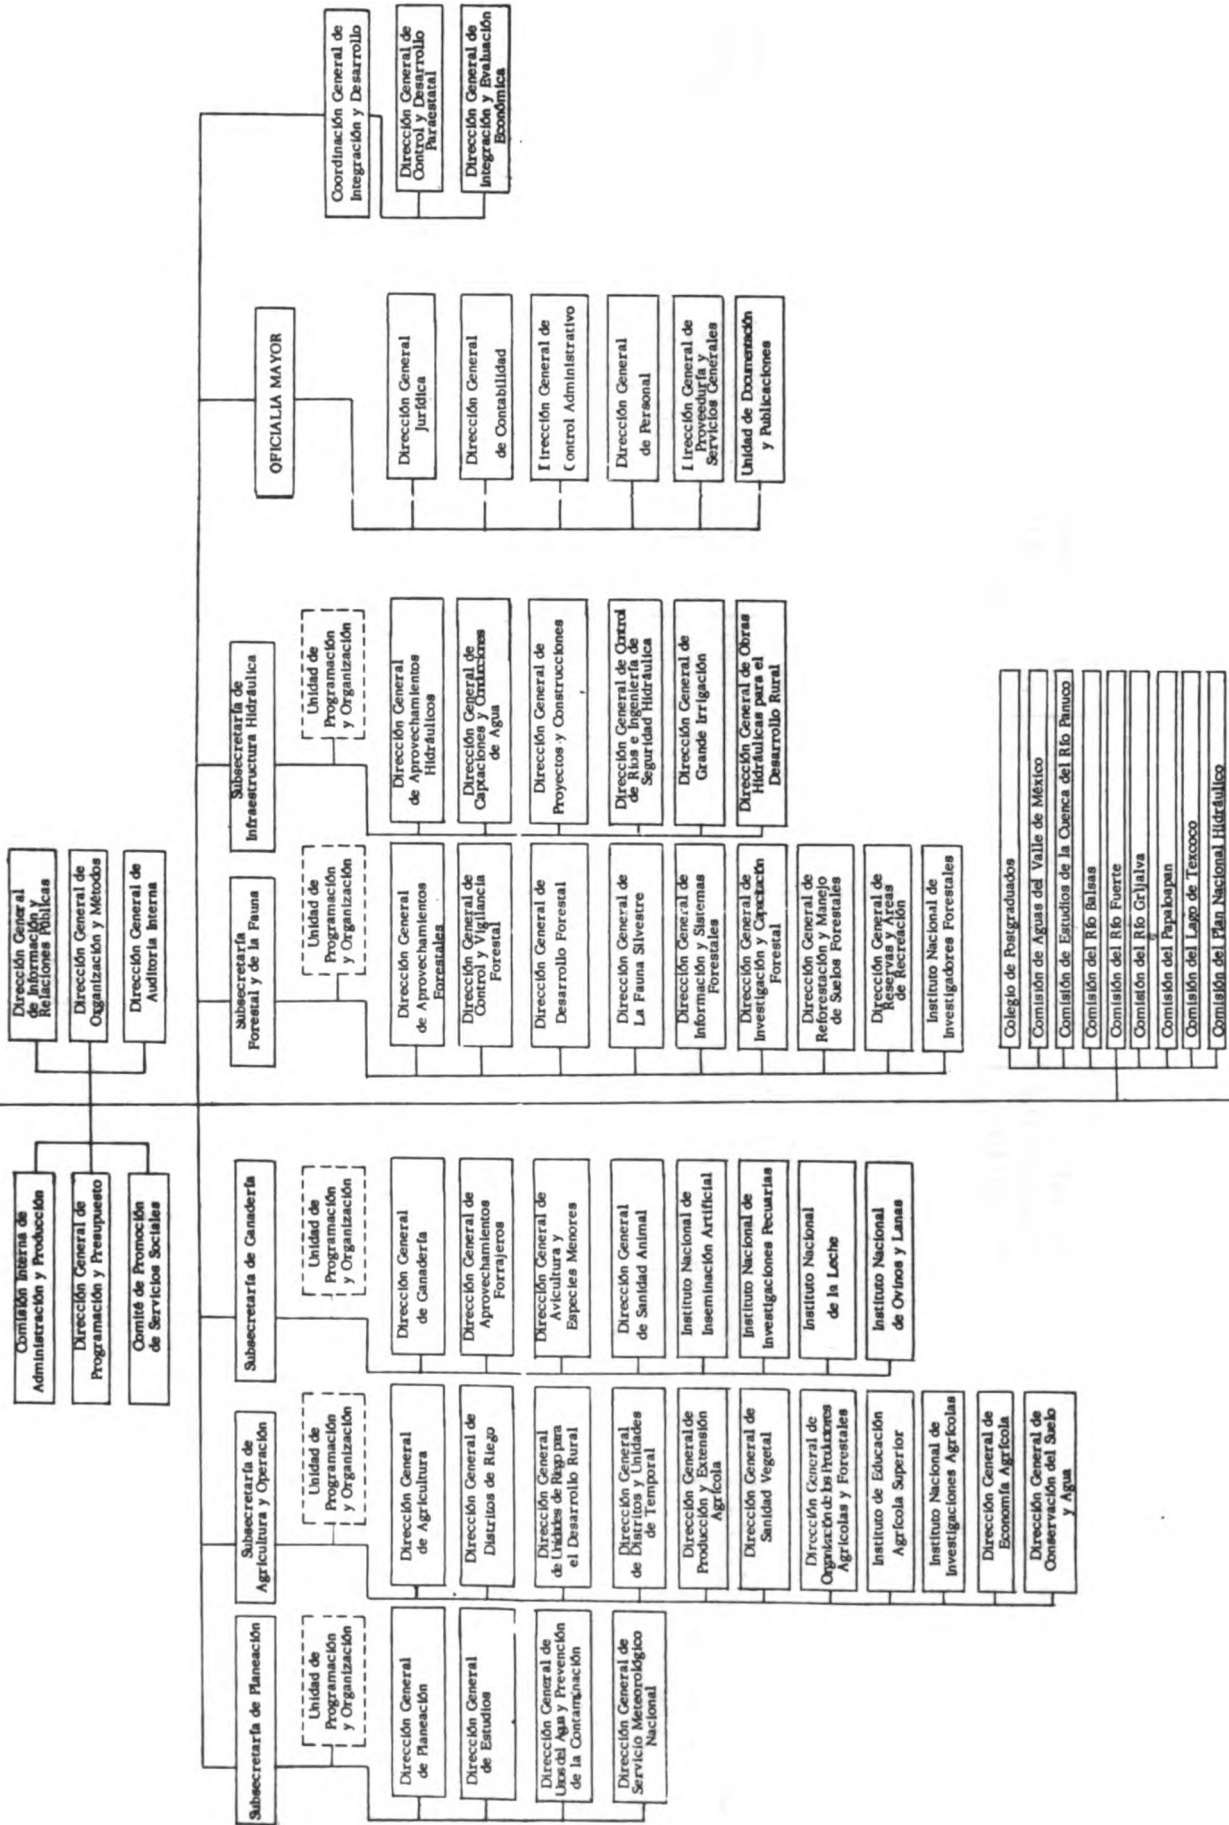 Comisión Interna de
Administración y Producción
Dirección General de
Programación y Presupuesto
Comité de Promoción
de Servicios Sociales
Dirección General
de Información y
Relaciones Públicas
Dirección General de
Organización y Métodos
Dirección General de
Auditoria Interna
Subsecretaría de Planeación
Unidad de
Programación
y Organización
Dirección General
de Planeación
Dirección General
de Estudios
Dirección General de
Usos del Agua y Prevención
de la Contaminación
Dirección General de
Servicio Meteorológico
Nacional
Subsecretaría de
Agricultura y Operación
Unidad de
Programación
y Organización
Dirección General
de Agricultura
Dirección General de
Distritos de Riego
Dirección General
de Unidades de Riego para
el Desarrollo Rural
Dirección General
de Distritos y Unidades
de Temporal
Dirección General de
Producción y Extensión
Agrícola
Dirección General de
Sanidad Vegetal
Dirección General de
Organización de los Productores
Agrícolas y Forestales
Instituto de Educación
Agrícola Superior
Instituto Nacional de
Investigaciones Agrícolas
Dirección General de
Economía Agrícola
Dirección General de
Conservación del Suelo
y Agua
Subsecretaría de Ganadería
Unidad de
Programación
y Organización
Dirección General
de Ganadería
Dirección General de
Aprovechamientos
Forrajeros
Dirección General de
Avicultura y
Especies Menores
Dirección General
de Sanidad Animal
Instituto Nacional de
Inseminación Artificial
Instituto Nacional de
Investigaciones Pecuarias
Instituto Nacional
de la Leche
Instituto Nacional
de Ovinos y Lanas
Subsecretaría
Forestal y de la Fauna
Unidad de
Programación
y Organización
Dirección General
de Aprovechamientos
Forestales
Dirección General de
Control y Vigilancia
Forestal
Dirección General de
Desarrollo Forestal
Dirección General de
La Fauna Silvestre
Dirección General de
Información y Sistemas
Forestales
Dirección General de
Investigación y Capacitación
Forestal
Dirección General de
Reforestación y Manejo
de Suelos Forestales
Dirección General de
Reservas y Areas
de Recreación
Instituto Nacional de
Investigadores Forestales
Subsecretaría de
Infraestructura Hidráulica
Unidad de
Programación
y Organización
Dirección General
de Aprovechamientos
Hidráulicos
Dirección General de
Captaciones y Conducciones
de Agua
Dirección General de
Proyectos y Construcciones
Dirección General de Control
de Ríos e Ingeniería de
Seguridad Hidráulica
Dirección General de
Grande Irrigación
Dirección General de Obras
Hidráulicas para el
Desarrollo Rural
OFICIALIA MAYOR
Dirección General
Jurídica
Dirección General
de Contabilidad
Dirección General de
Control Administrativo
Dirección General
de Personal
Dirección General de
Proveeduría y
Servicios Generales
Unidad de Documentación
y Publicaciones
Coordinación General de
Integración y Desarrollo
Dirección General de
Control y Desarrollo
Paraestatal
Dirección General de
Integración y Evaluación
Económica
Colegio de Postgraduados
Comisión de Aguas del Valle de México
Comisión de Estudios de la Cuenca del Río Panuco
Comisión del Río Balsas
Comisión del Río Fuerte
Comisión del Río Grijalva
Comisión del Papaloapan
Comisión del Lago de Texcoco
Comisión del Plan Nacional Hidráulico